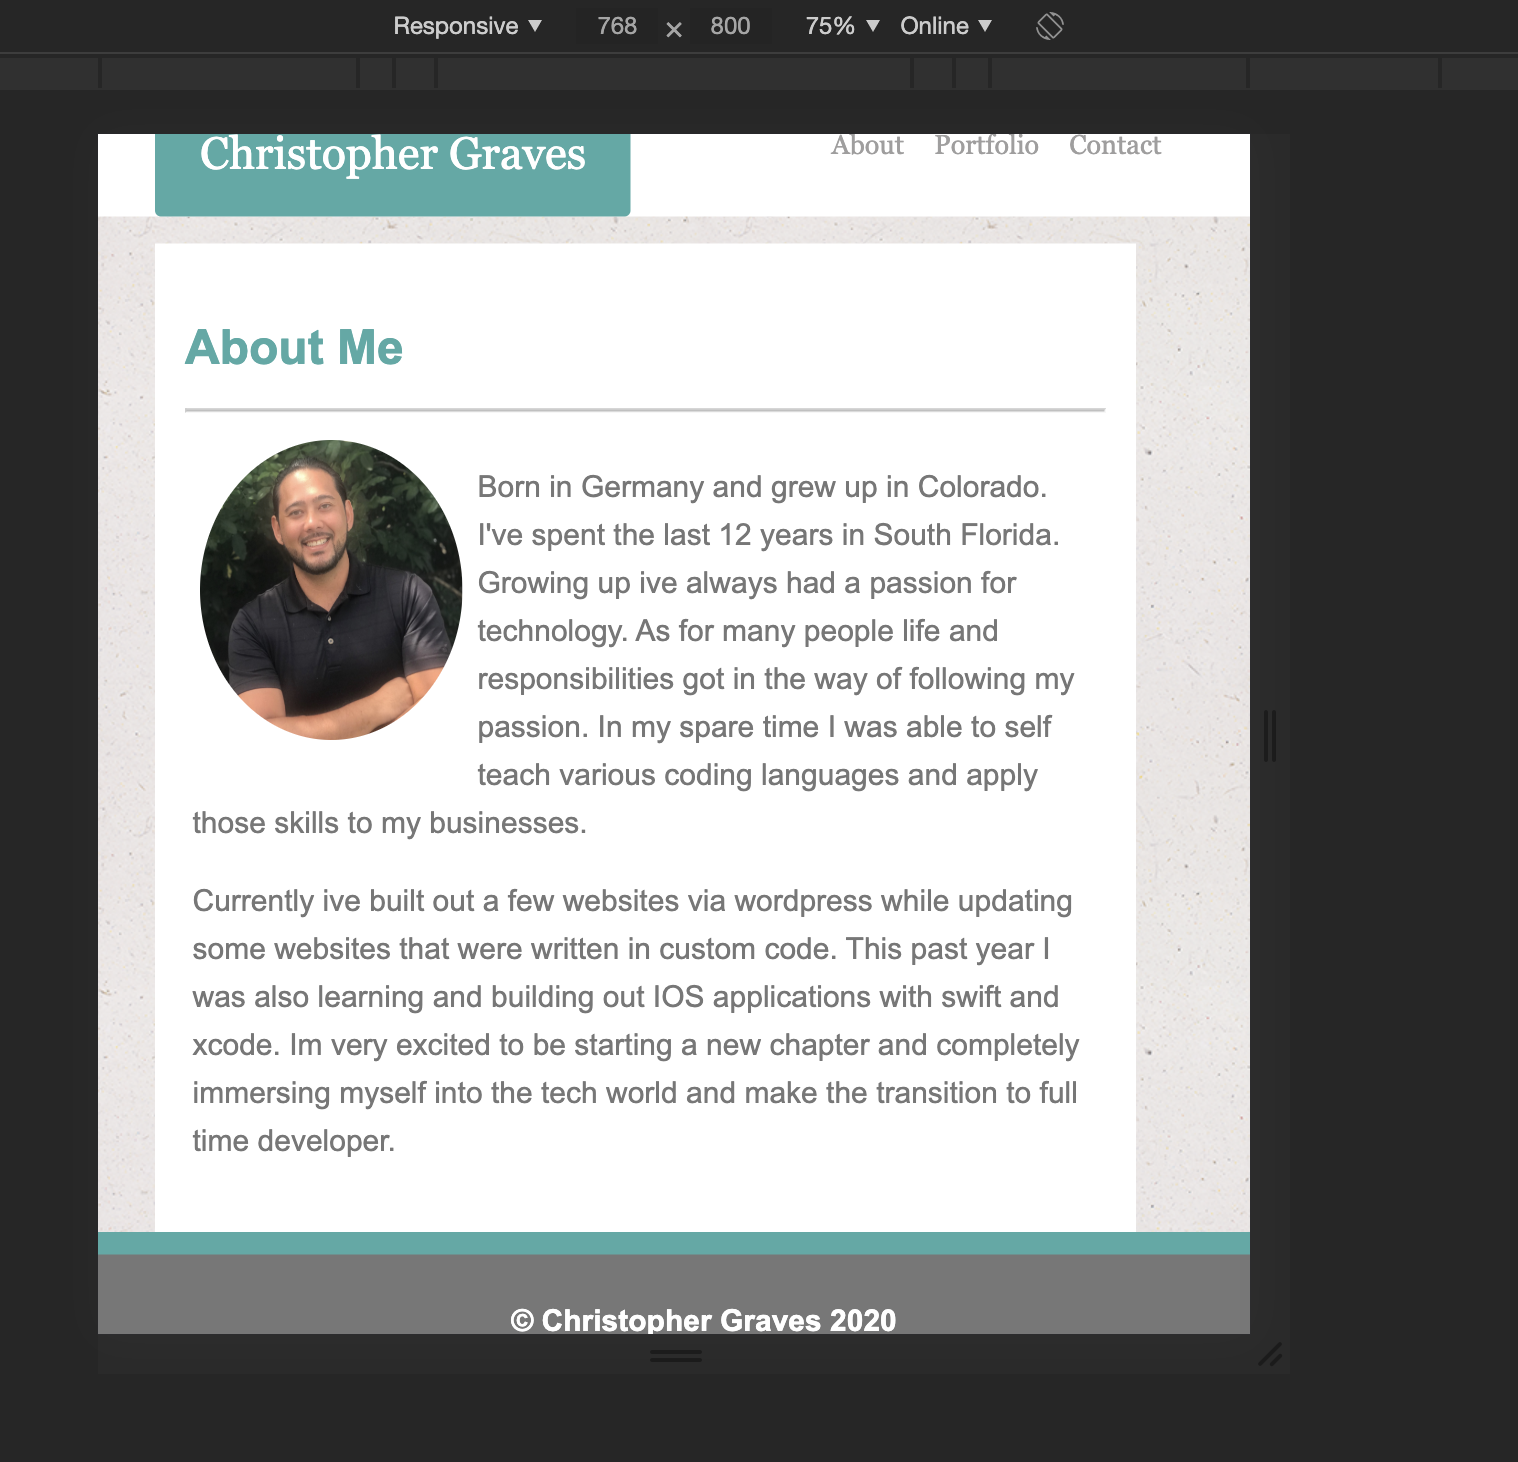 Responsive ▼ 768 × 800 75% ▼ Online ▼
Christopher Graves
About Portfolio Contact
About Me
Born in Germany and grew up in Colorado.
I've spent the last 12 years in South Florida.
Growing up ive always had a passion for
technology. As for many people life and
responsibilities got in the way of following my
passion. In my spare time I was able to self
teach various coding languages and apply
those skills to my businesses.
Currently ive built out a few websites via wordpress while updating
some websites that were written in custom code. This past year I
was also learning and building out IOS applications with swift and
xcode. Im very excited to be starting a new chapter and completely
immersing myself into the tech world and make the transition to full
time developer.
© Christopher Graves 2020